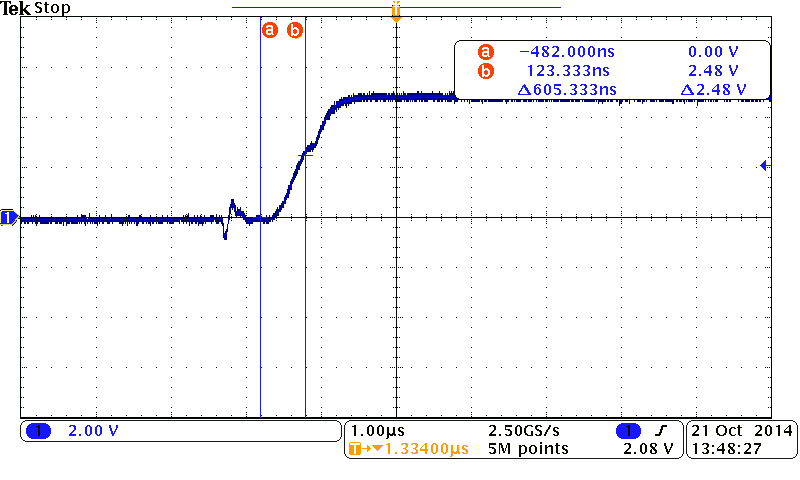 Tek Stop
T
a b
a −482.000ns 0.00 V
b 123.333ns 2.48 V
Δ605.333ns Δ2.48 V
1
1 2.00 V
1.00µs 2.50GS/s 1 ƒ
T→▼1.33400µs 5M points 2.08 V
21 Oct 2014
13:48:27